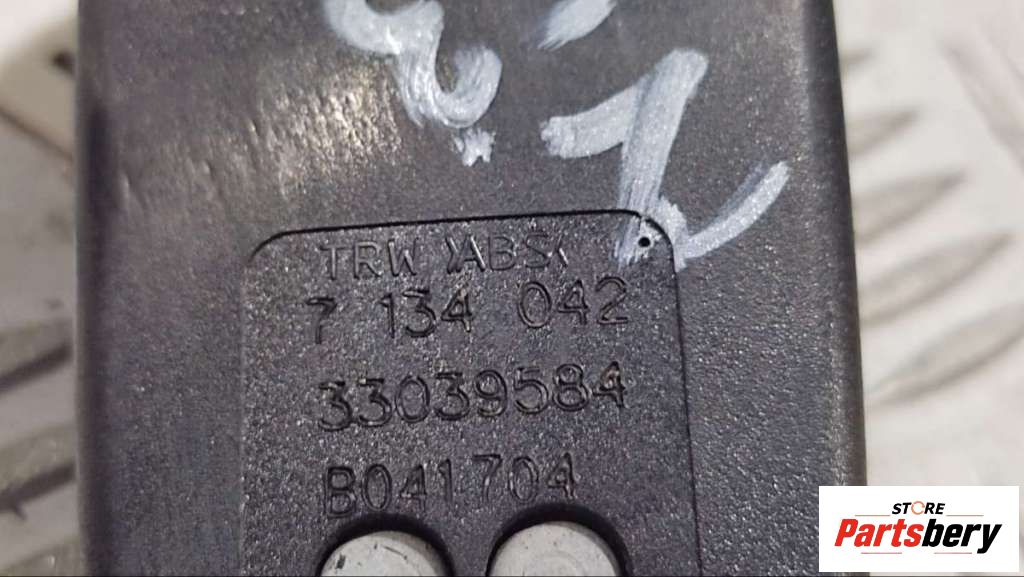 TRW >ABS<
7 134 042
33039584
B041704
STORE
Partsbery